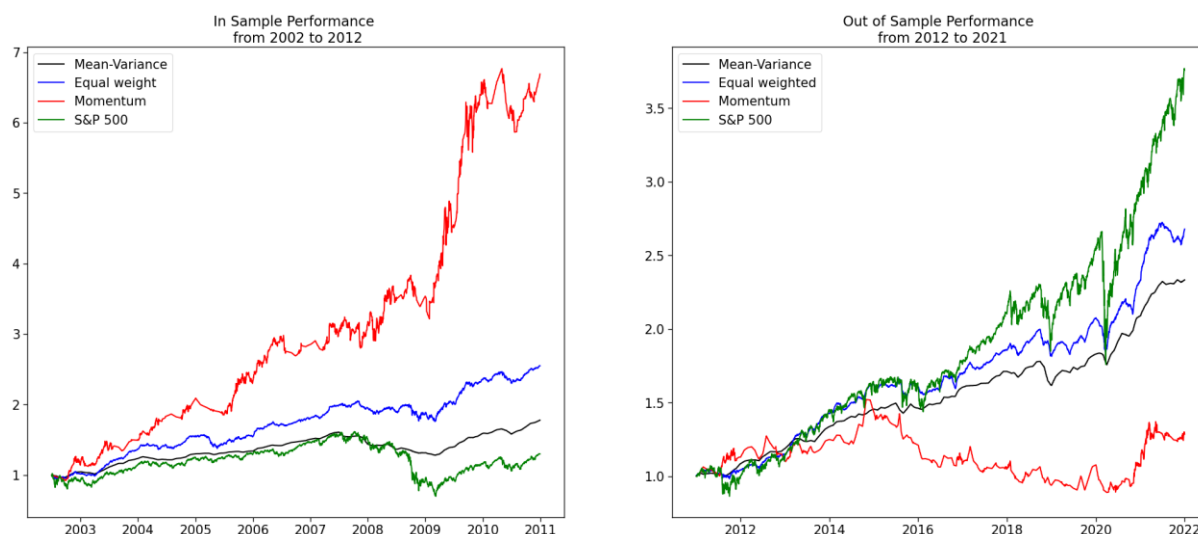 In Sample Performance
from 2002 to 2012
7
6
5
4
3
2
1
Mean-Variance
Equal weight
Momentum
S&P 500
2003 2004 2005 2006 2007 2008 2009 2010 2011
Out of Sample Performance
from 2012 to 2021
3.5
3.0
2.5
2.0
1.5
1.0
Mean-Variance
Equal weighted
Momentum
S&P 500
2012 2014 2016 2018 2020 2022